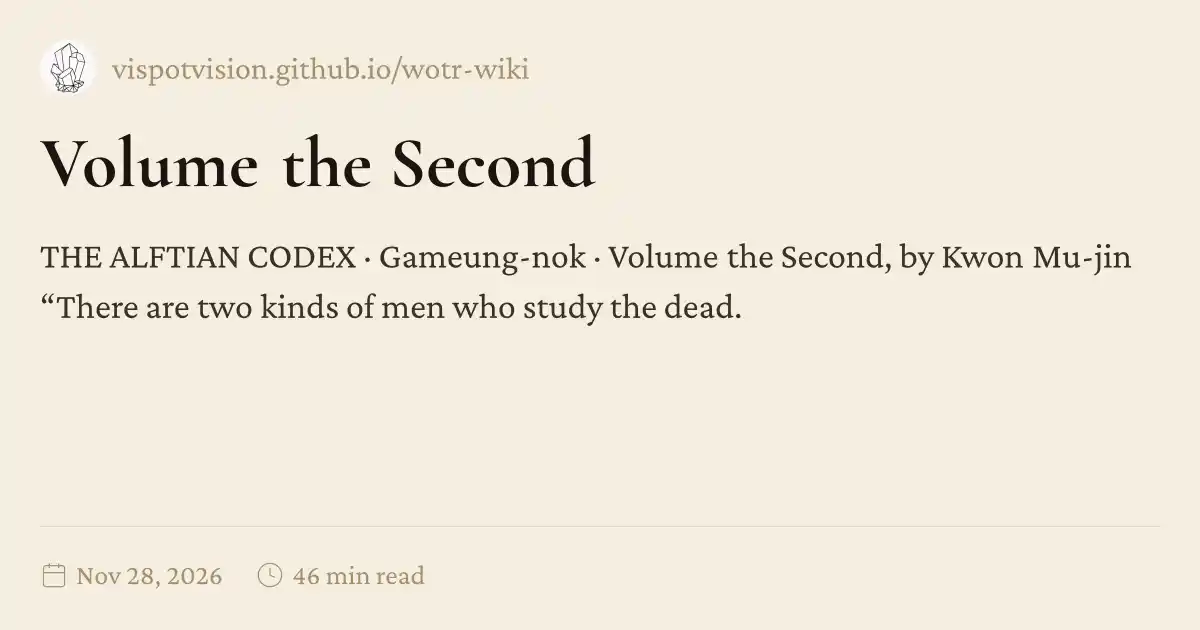 vispotvision.github.io/wotr-wiki
Volume the Second
THE ALFTIAN CODEX · Gameung-nok · Volume the Second, by Kwon Mu-jin
“There are two kinds of men who study the dead.
Nov 28, 2026
46 min read